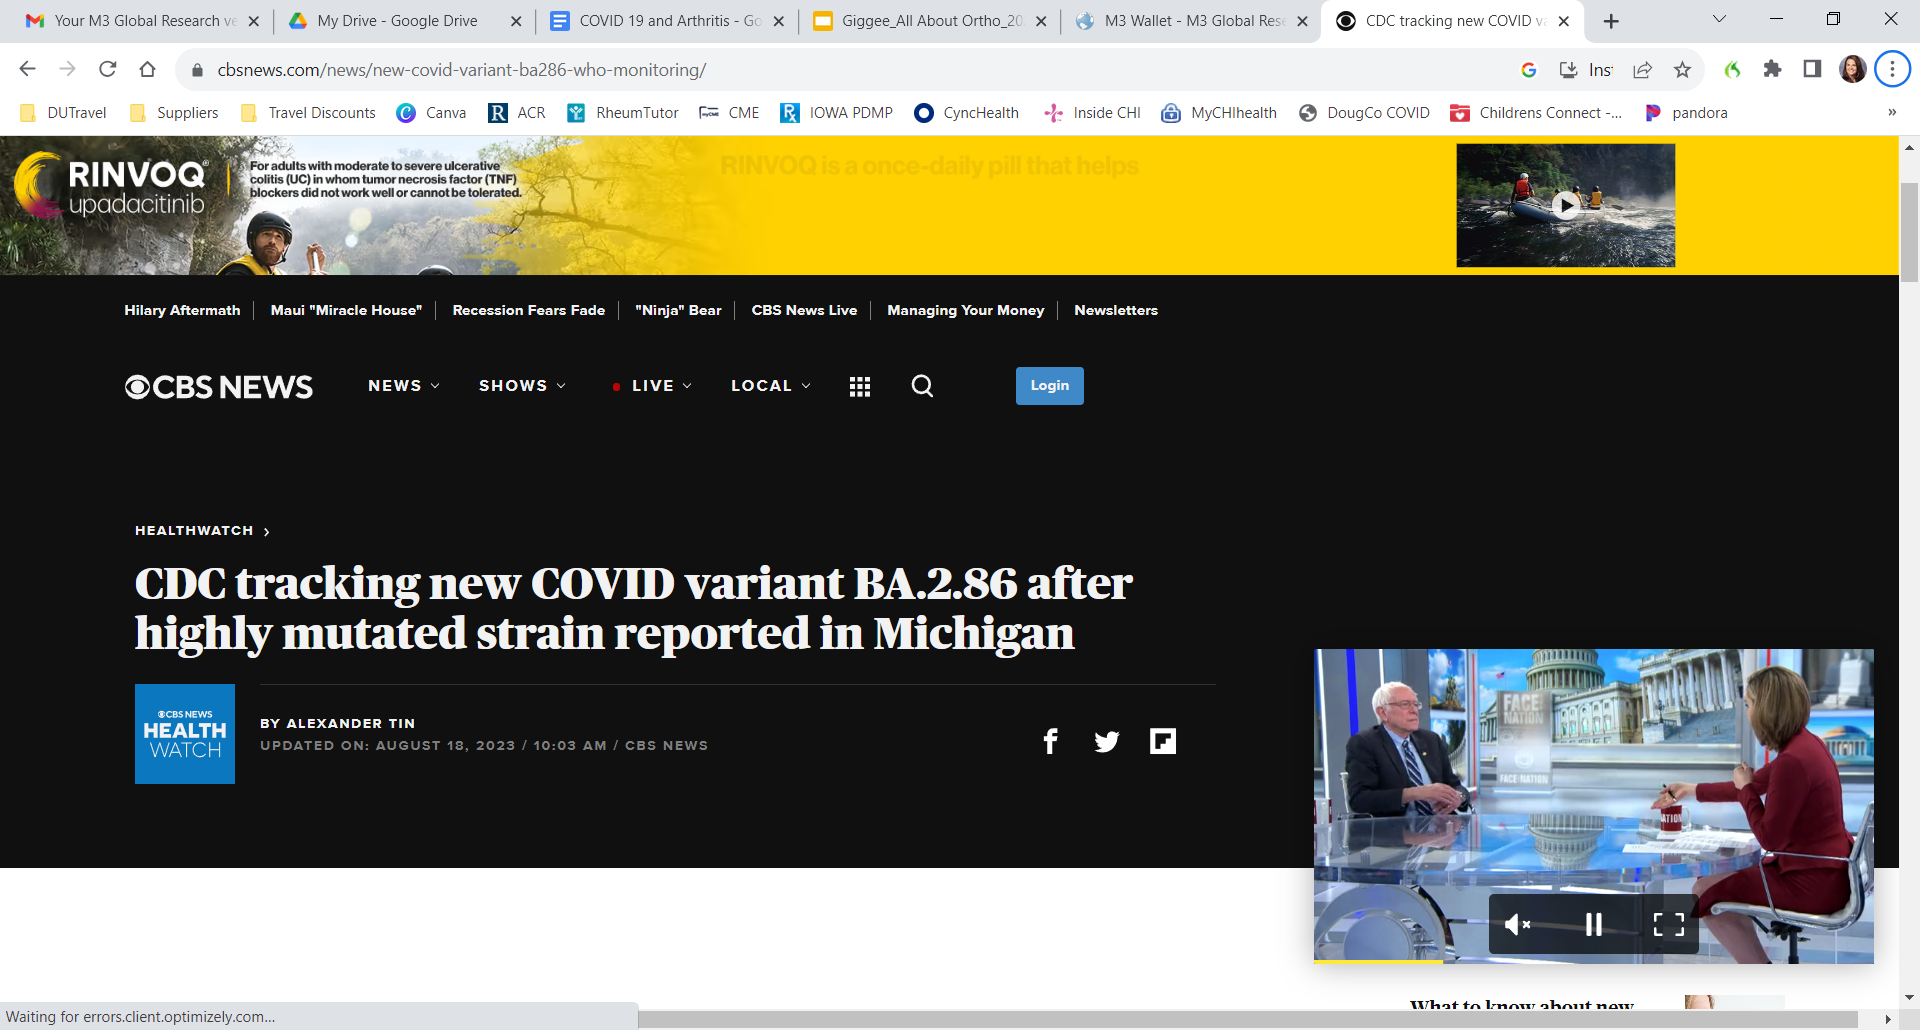 Your M3 Global Research ve
My Drive - Google Drive
COVID 19 and Arthritis - Go
Giggee_All About Ortho_20
M3 Wallet - M3 Global Rese
CDC tracking new COVID va
cbsnews.com/news/new-covid-variant-ba286-who-monitoring/
Ins
DUTravel
Suppliers
Travel Discounts
Canva
ACR
RheumTutor
CME
IOWA PDMP
CyncHealth
Inside CHI
MyCHIhealth
DougCo COVID
Childrens Connect -...
pandora
»
RINVOQ®
upadacitinib
For adults with moderate to severe ulcerative
colitis (UC) in whom tumor necrosis factor (TNF)
blockers did not work well or cannot be tolerated.
RINVOQ is a once-daily pill that helps
Hilary Aftermath
Maui "Miracle House"
Recession Fears Fade
"Ninja" Bear
CBS News Live
Managing Your Money
Newsletters
CBS NEWS
NEWS
SHOWS
LIVE
LOCAL
Login
HEALTHWATCH
CDC tracking new COVID variant BA.2.86 after
highly mutated strain reported in Michigan
CBS NEWS
HEALTH
WATCH
BY ALEXANDER TIN
UPDATED ON: AUGUST 18, 2023 / 10:03 AM / CBS NEWS
FACE
NATION
FACE NATION
NATION
What to know about new
Waiting for errors.client.optimizely.com...